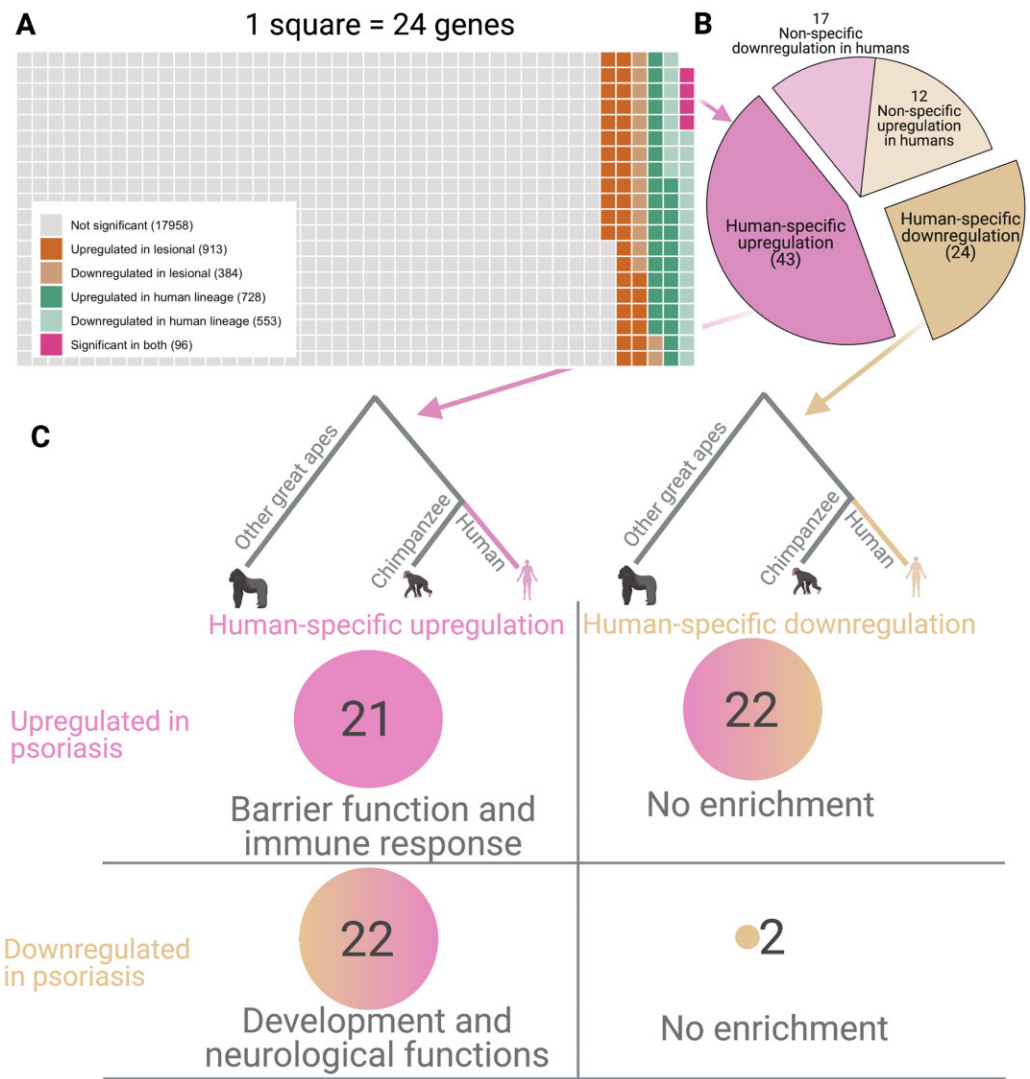 A
1 square = 24 genes
Not significant (17958)
Upregulated in lesional (913)
Downregulated in lesional (384)
Upregulated in human lineage (728)
Downregulated in human lineage (553)
Significant in both (96)
B
17
Non-specific
downregulation in humans
12
Non-specific
upregulation
in humans
Human-specific
upregulation
(43)
Human-specific
downregulation
(24)
C
Other great apes
Chimpanzee
Human
Other great apes
Chimpanzee
Human
Human-specific upregulation
Human-specific downregulation
Upregulated in
psoriasis
21
Barrier function and
immune response
22
No enrichment
Downregulated
in psoriasis
22
Development and
neurological functions
2
No enrichment